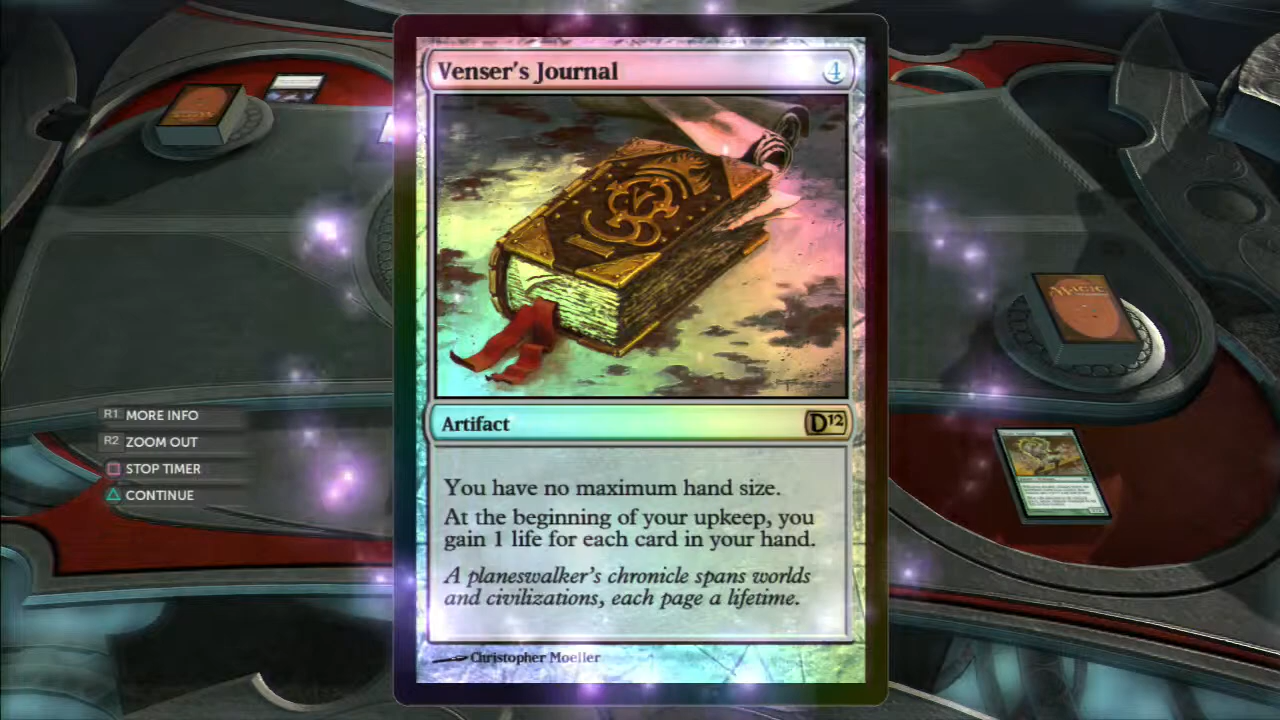 Venser's Journal
4
Artifact
D12
You have no maximum hand size.
At the beginning of your upkeep, you
gain 1 life for each card in your hand.
A planeswalker's chronicle spans worlds
and civilizations, each page a lifetime.
Christopher Moeller
R1 MORE INFO
R2 ZOOM OUT
STOP TIMER
CONTINUE
MAGIC